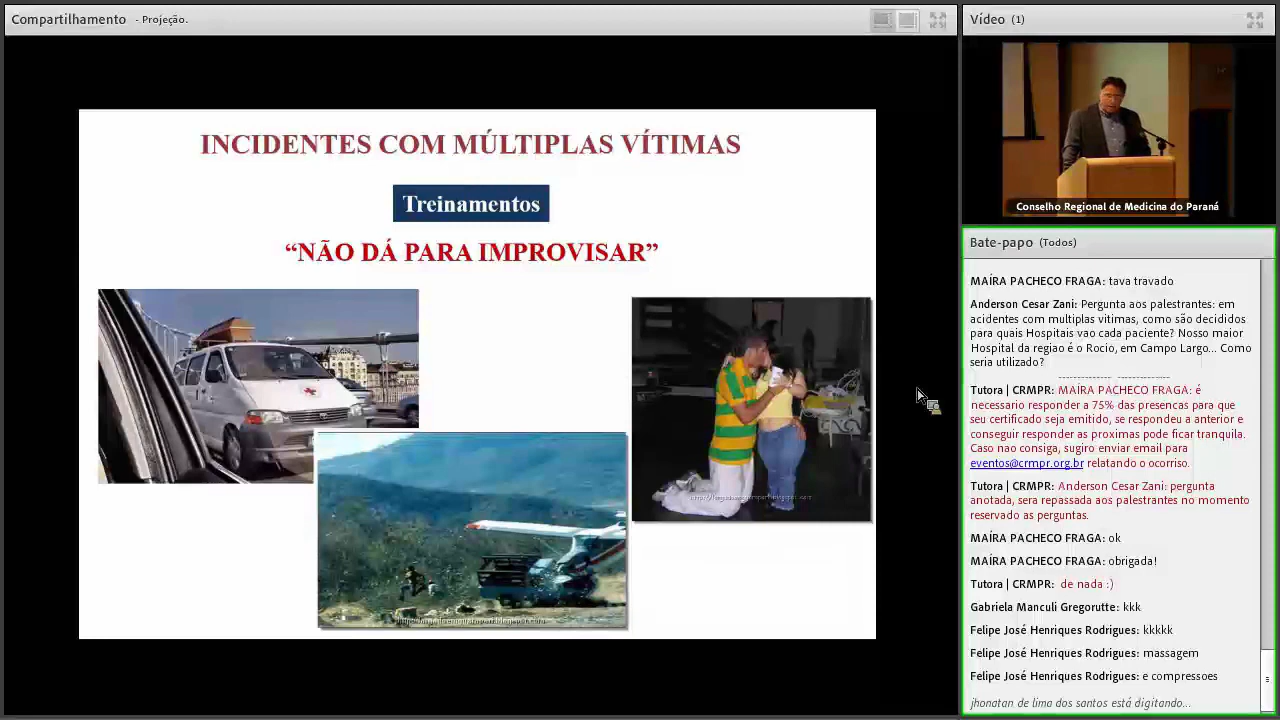 Compartilhamento - Projeção.
INCIDENTES COM MÚLTIPLAS VÍTIMAS
Treinamentos
“NÃO DÁ PARA IMPROVISAR”
Vídeo (1)
Conselho Regional de Medicina do Paraná
Bate-papo (Todos)
MAÍRA PACHECO FRAGA: tava travado
Anderson Cesar Zani: Pergunta aos palestrantes: em
acidentes com multiplas vitimas, como são decididos
para quais Hospitais vao cada paciente? Nosso maior
Hospital da regiao é o Rocio, em Campo Largo.. Como
seria utilizado?
Tutora | CRMPR: MAÍRA PACHECO FRAGA: é
necessario responder a 75% das presencas para que
seu certificado seja emitido, se respondeu a anterior e
conseguir responder as proximas pode ficar tranquila.
Caso nao consiga, sugiro enviar email para
eventos@crmpr.org.br relatando o ocorriso.
Tutora | CRMPR: Anderson Cesar Zani: pergunta
anotada, sera repassada aos palestrantes no momento
reservado as perguntas.
MAÍRA PACHECO FRAGA: ok
MAÍRA PACHECO FRAGA: obrigada!
Tutora | CRMPR: de nada :)
Gabriela Manculi Gregorutte: kkk
Felipe José Henriques Rodrigues: kkkkk
Felipe José Henriques Rodrigues: massagem
Felipe José Henriques Rodrigues: e compressoes
jhonatan de lima dos santos está digitando...